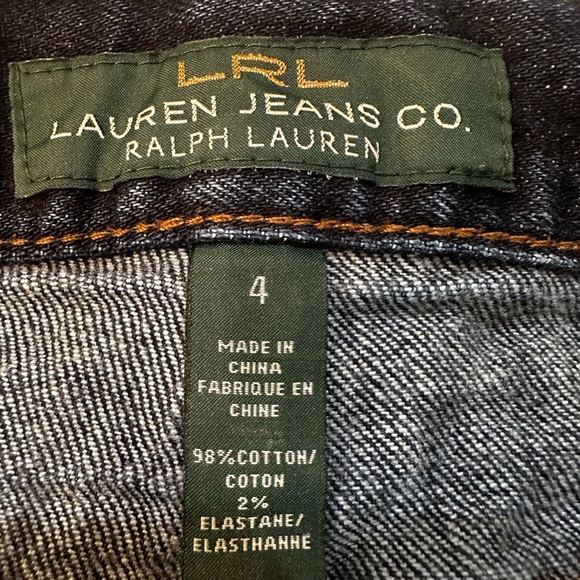 LRL
LAUREN JEANS CO.
RALPH LAUREN
4
MADE IN
CHINA
FABRIQUE EN
CHINE
98%COTTON/
COTON
2%
ELASTANE/
ELASTHANNE